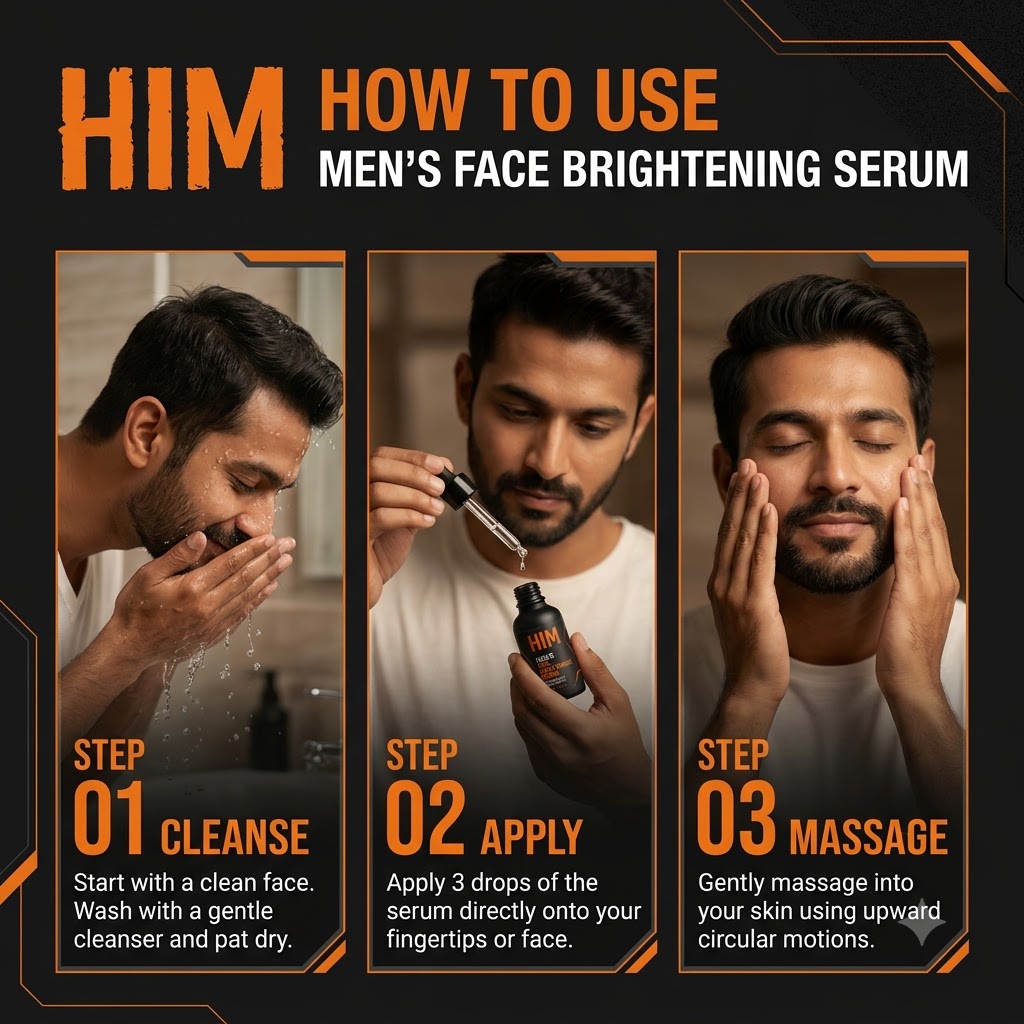 HIM
HOW TO USE
MEN'S FACE BRIGHTENING SERUM
STEP
01 CLEANSE
Start with a clean face.
Wash with a gentle
cleanser and pat dry.
HIM
STEP
02 APPLY
Apply 3 drops of the
serum directly onto your
fingertips or face.
STEP
03 MASSAGE
Gently massage into
your skin using upward
circular motions.